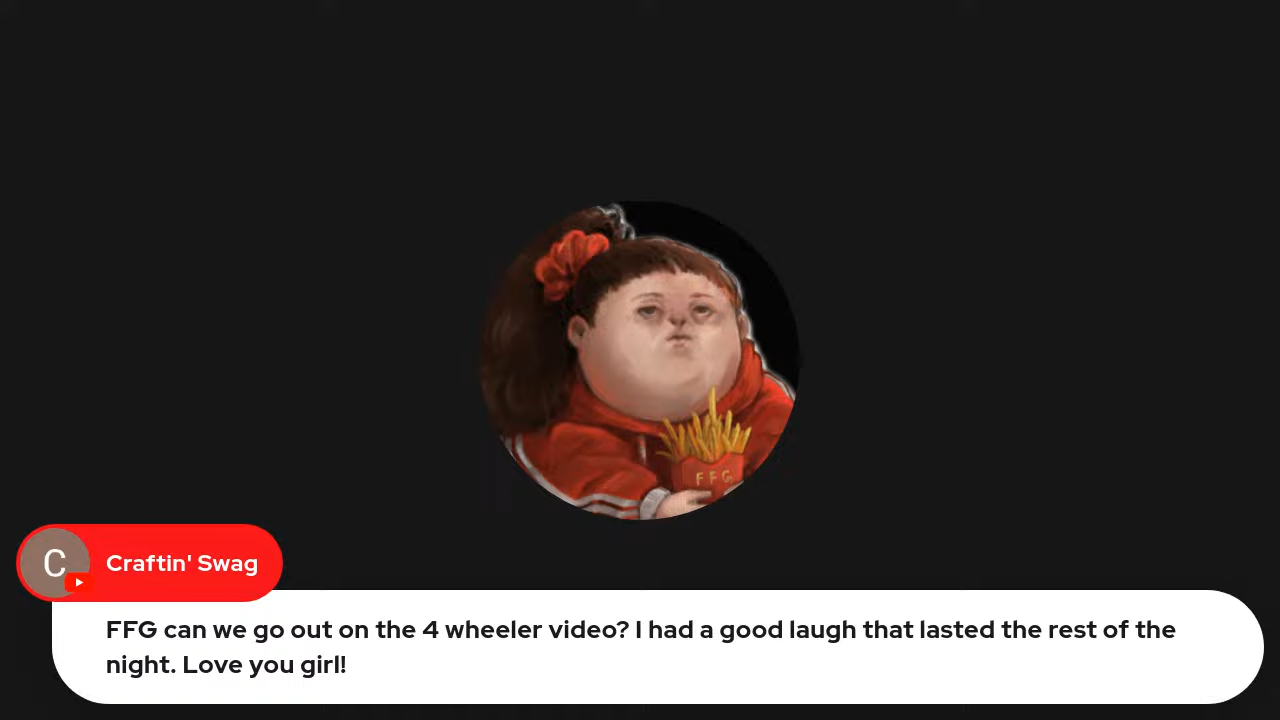 FFG
C
Craftin' Swag
FFG can we go out on the 4 wheeler video? I had a good laugh that lasted the rest of the
night. Love you girl!